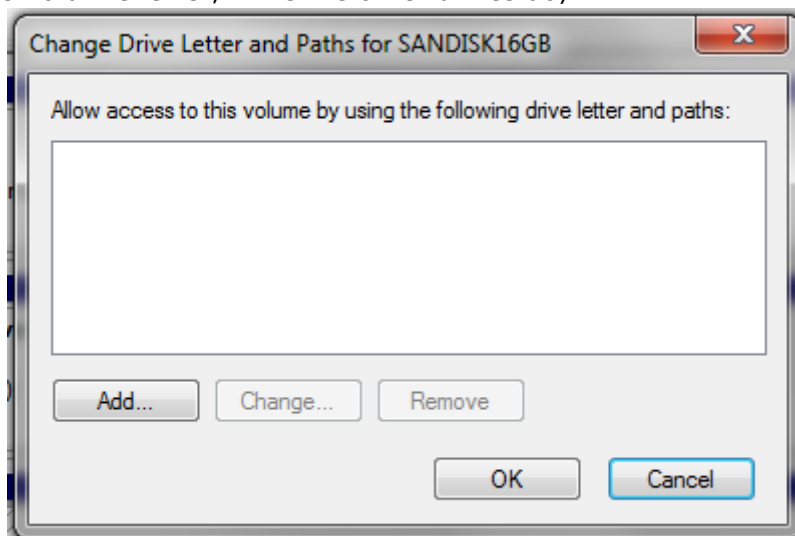 Change Drive Letter and Paths for SANDISK16GB
Allow access to this volume by using the following drive letter and paths:
Add... Change... Remove
OK Cancel